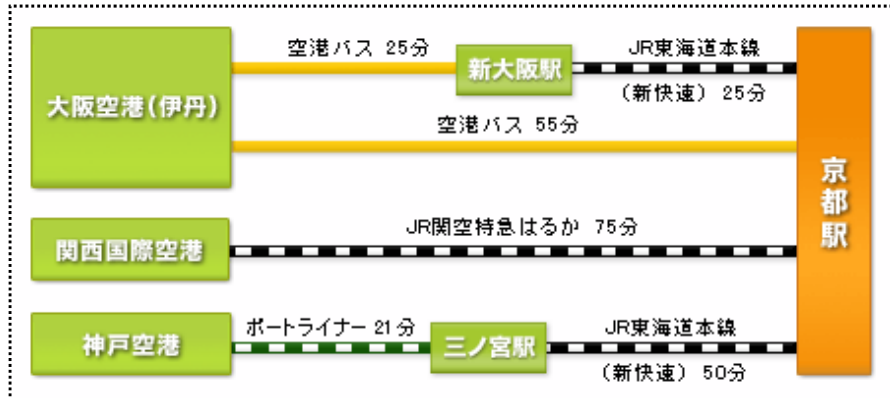 大阪空港(伊丹)
空港バス 25分
新大阪駅
JR東海道本線
(新快速) 25分
空港バス 55分
京都駅
関西国際空港
JR関空特急はるか 75分
神戸空港
ポートライナー 21分
三ノ宮駅
JR東海道本線
(新快速) 50分